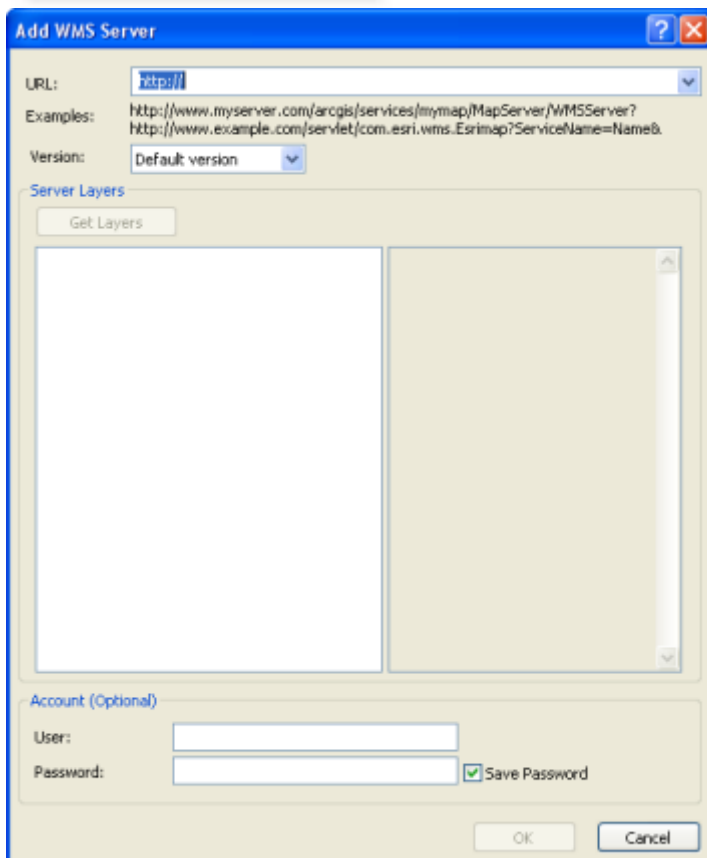 Add WMS Server
URL: http://
Examples: http://www.myserver.com/arcgis/services/mymap/MapServer/WMSServer?
http://www.example.com/servlet/com.esri.wms.Esrimap?ServiceName=Name&
Version: Default version
Server Layers
Get Layers
Account (Optional)
User:
Password: Save Password
OK Cancel